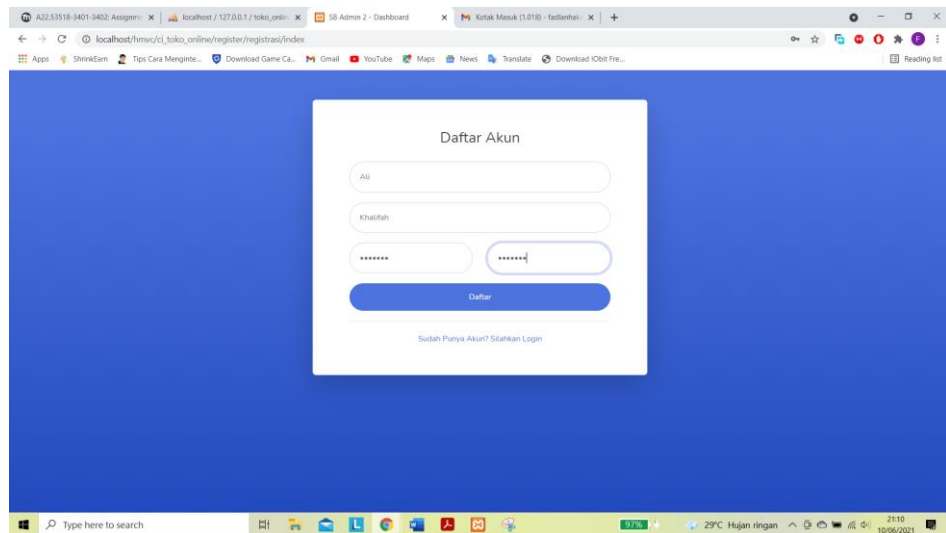 A22.53518-3401-3402: Assignm
localhost / 127.0.0.1 / toko_onlin
SB Admin 2 - Dashboard
Kotak Masuk (1.018) - fadlanhak
localhost/hmvc/ci_toko_online/register/registrasi/index
Apps
ShrinkEarn
Tips Cara Menginte...
Download Game Ca...
Gmail
YouTube
Maps
News
Translate
Download IObit Fre...
Reading list
Daftar Akun
Ali
Khalifah
Daftar
Sudah Punya Akun? Silahkan Login
Type here to search
97%
29°C Hujan ringan
21:10
10/06/2021